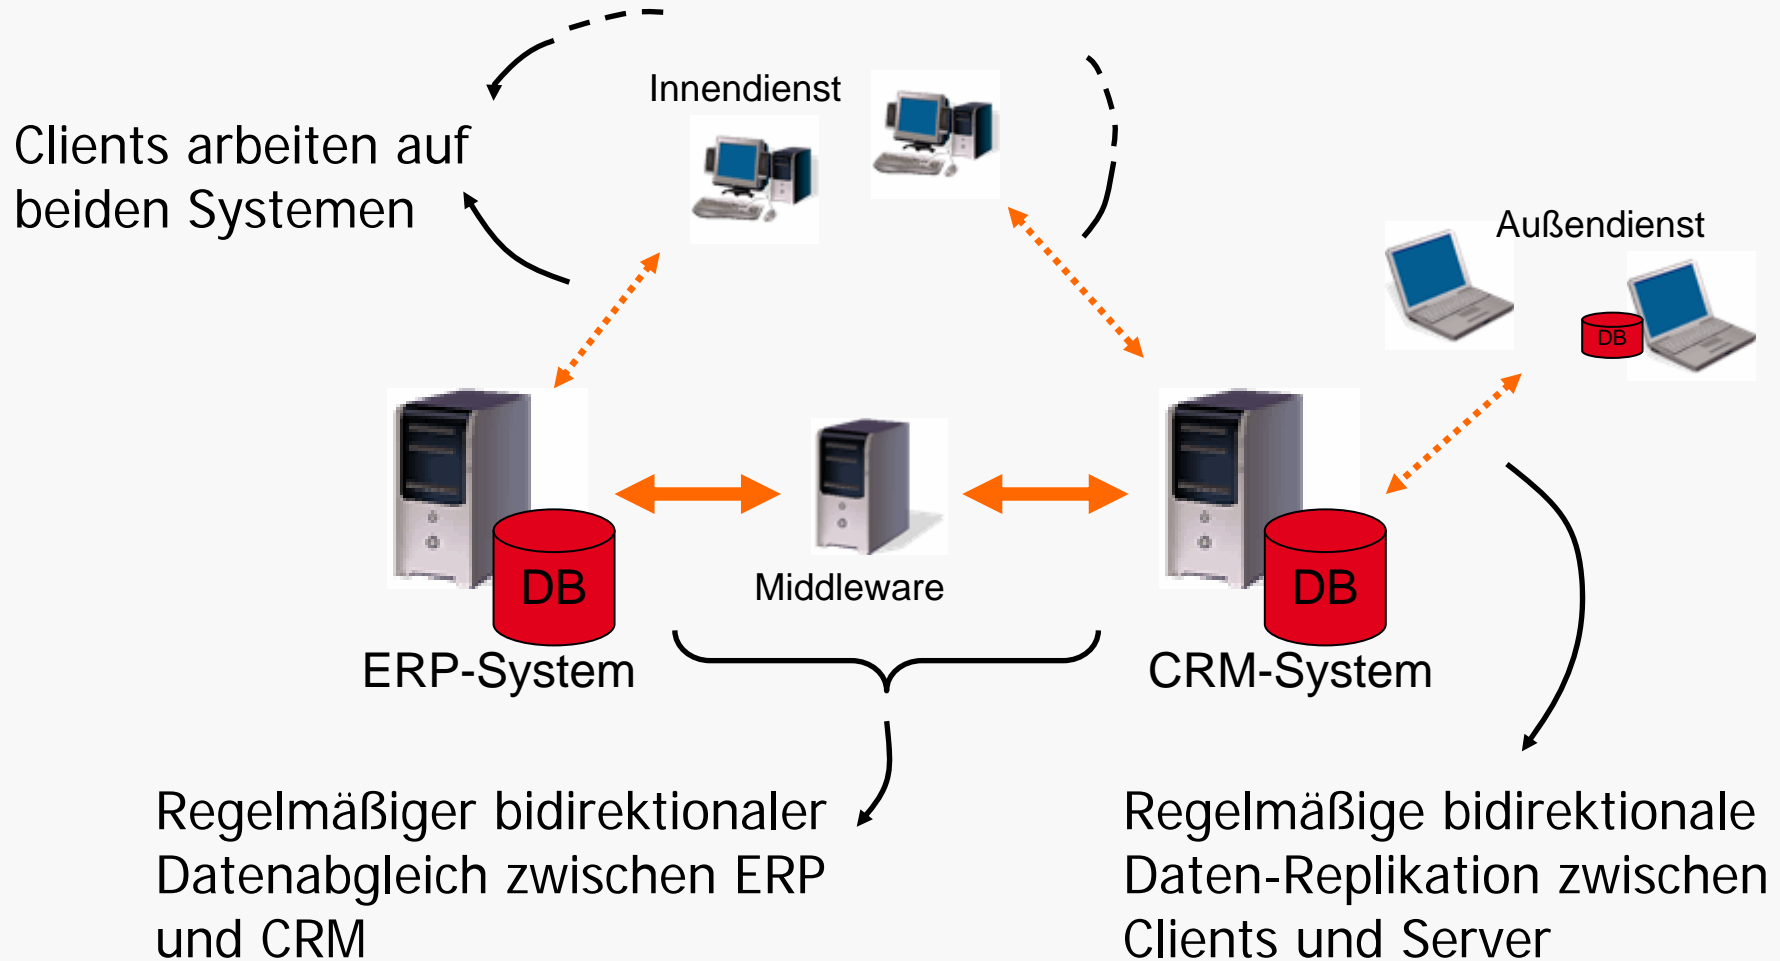 Innendienst
Clients arbeiten auf
beiden Systemen
Außendienst
DB
DB
DB
Middleware
ERP-System
CRM-System
Regelmäßiger bidirektionaler
Datenabgleich zwischen ERP
und CRM
Regelmäßige bidirektionale
Daten-Replikation zwischen
Clients und Server